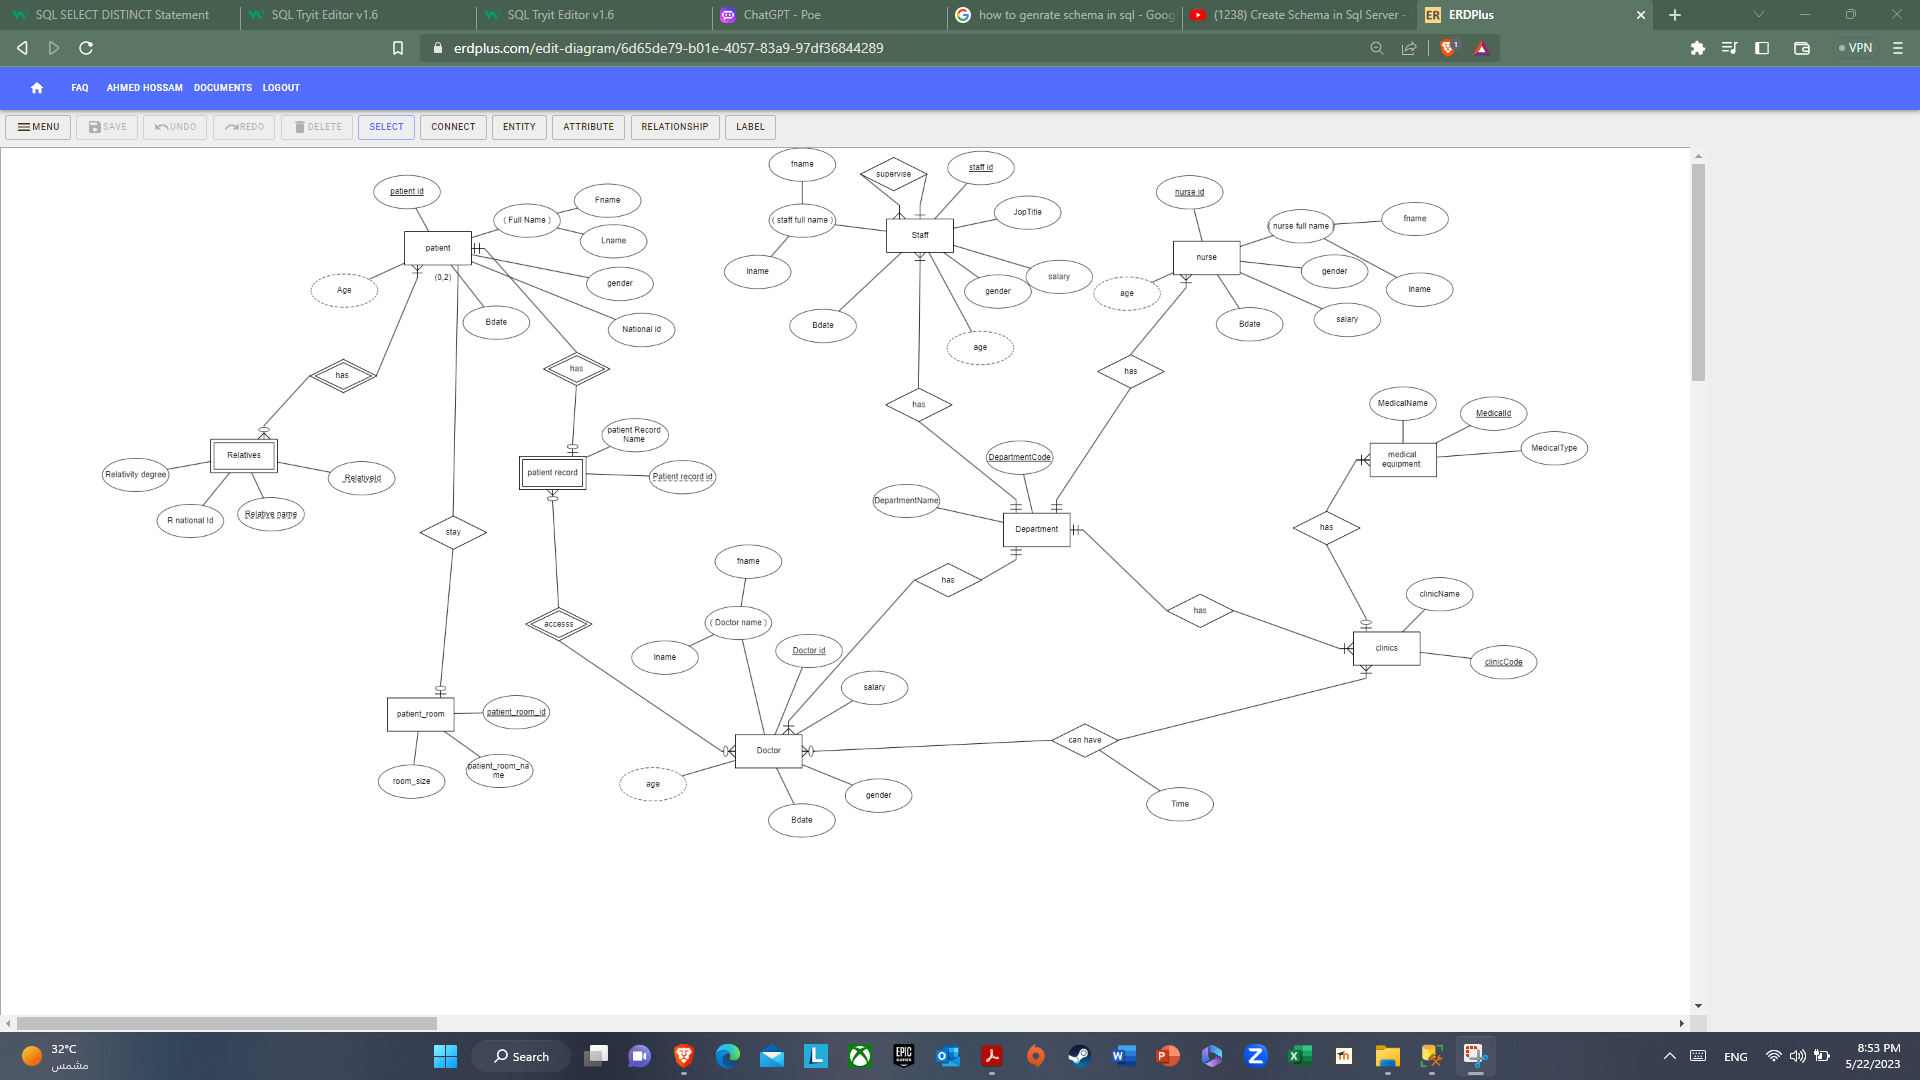 SQL SELECT DISTINCT Statement
SQL Tryit Editor v1.6
SQL Tryit Editor v1.6
ChatGPT - Poe
how to genrate schema in sql - Goog
(1238) Create Schema in Sql Server -
ER ERDPlus
erdplus.com/edit-diagram/6d65de79-b01e-4057-83a9-97df36844289
1
VPN
FAQ AHMED HOSSAM DOCUMENTS LOGOUT
MENU SAVE UNDO REDO DELETE SELECT CONNECT ENTITY ATTRIBUTE RELATIONSHIP LABEL
patient id
( Full Name )
Fname
Lname
patient
(0,2)
Age
gender
Bdate
National id
has
has
Relatives
Relativity degree
R national Id
Relative name
RelativeId
patient Record
Name
patient record
Patient record id
stay
accesss
patient_room
patient_room_id
room_size
patient_room_na
me
fname
supervise
staff id
( staff full name )
JopTitle
Staff
lname
salary
gender
Bdate
age
has
nurse id
( nurse full name )
fname
nurse
gender
lname
age
Bdate
salary
has
DepartmentCode
DepartmentName
Department
has
has
MedicalName
MedicalId
MedicalType
medical
equipment
has
clinicName
clinics
clinicCode
fname
( Doctor name )
lname
Doctor id
salary
Doctor
age
Bdate
gender
can have
Time
32°C
مشمس
Search
EPIC
GAMES
L
ENG
8:53 PM
5/22/2023